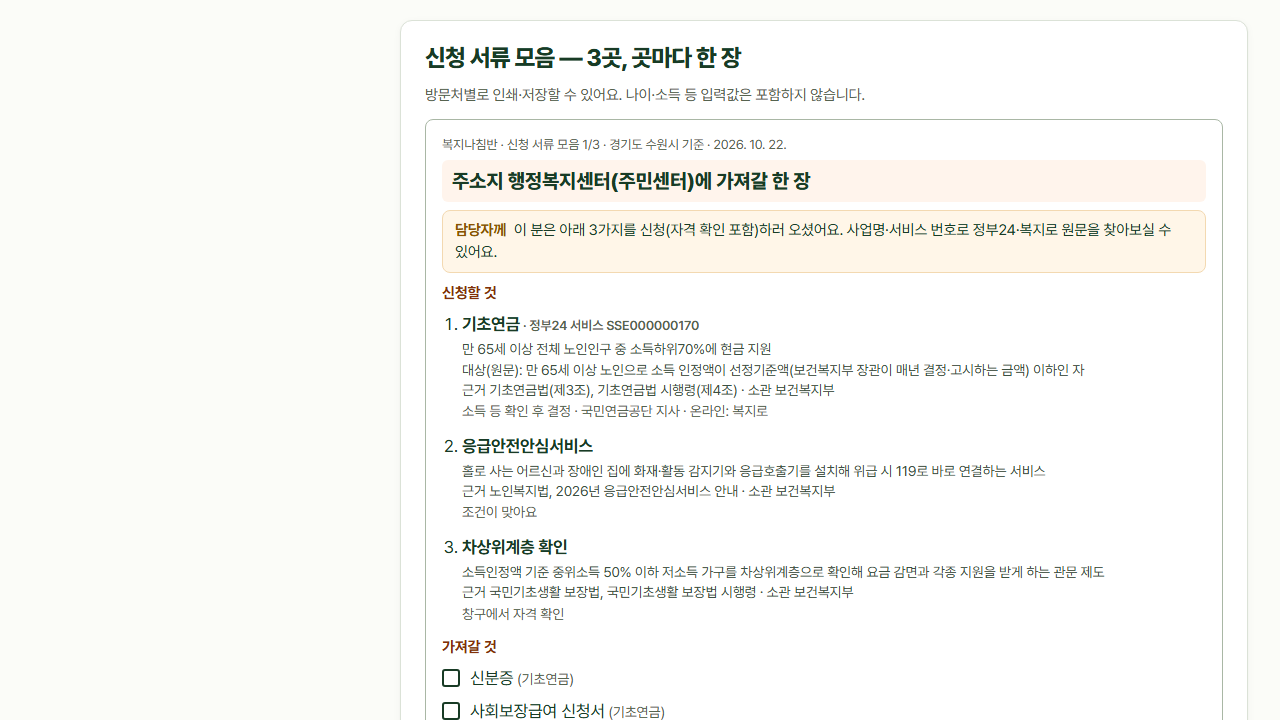 신청 서류 모음 — 3곳, 곳마다 한 장
방문처별로 인쇄·저장할 수 있어요. 나이·소득 등 입력값은 포함하지 않습니다.
복지나침반 · 신청 서류 모음 1/3 · 경기도 수원시 기준 · 2026. 10. 22.
주소지 행정복지센터(주민센터)에 가져갈 한 장
담당자께 이 분은 아래 3가지를 신청(자격 확인 포함)하러 오셨어요. 사업명·서비스 번호로 정부24·복지로 원문을 찾아보실 수
있어요.
신청할 것
1. 기초연금 · 정부24 서비스 SSE000000170
만 65세 이상 전체 노인인구 중 소득하위70%에 현금 지원
대상(원문): 만 65세 이상 노인으로 소득 인정액이 선정기준액(보건복지부 장관이 매년 결정·고시하는 금액) 이하인 자
근거 기초연금법(제3조), 기초연금법 시행령(제4조) · 소관 보건복지부
소득 등 확인 후 결정 · 국민연금공단 지사 · 온라인: 복지로
2. 응급안전안심서비스
홀로 사는 어르신과 장애인 집에 화재·활동 감지기와 응급호출기를 설치해 위급 시 119로 바로 연결하는 서비스
근거 노인복지법, 2026년 응급안전안심서비스 안내 · 소관 보건복지부
조건이 맞아요
3. 차상위계층 확인
소득인정액 기준 중위소득 50% 이하 저소득 가구를 차상위계층으로 확인해 요금 감면과 각종 지원을 받게 하는 관문 제도
근거 국민기초생활 보장법, 국민기초생활 보장법 시행령 · 소관 보건복지부
창구에서 자격 확인
가져갈 것
신분증 (기초연금)
사회보장급여 신청서 (기초연금)